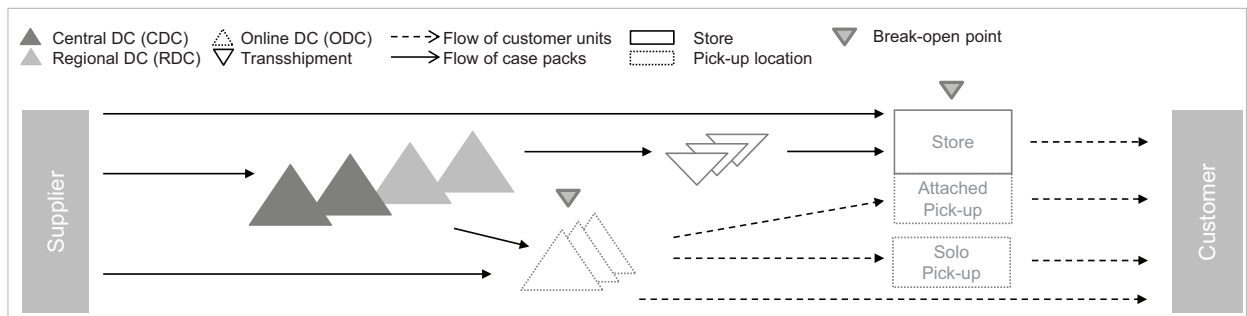 Central DC (CDC)
Regional DC (RDC)
Online DC (ODC)
Transshipment
Flow of customer units
Flow of case packs
Store
Pick-up location
Break-open point
Supplier
Store
Attached
Pick-up
Solo
Pick-up
Customer